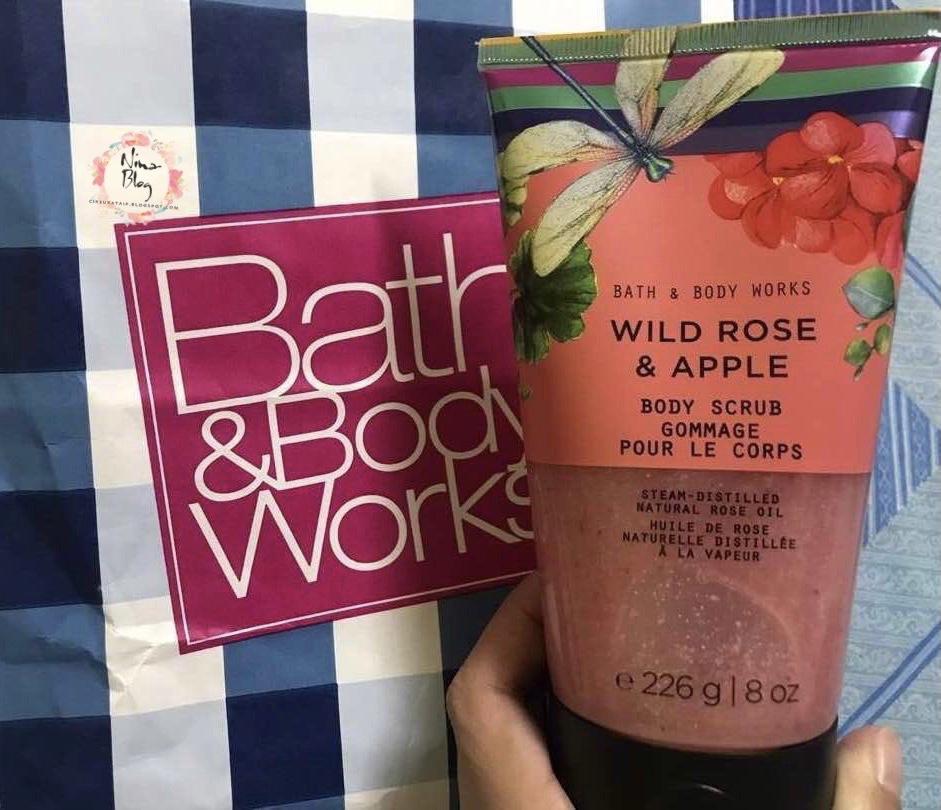 Nina
Blog
CIKSUHATAIP.BLOGSPOT.COM
Bath
& Body
Works
BATH & BODY WORKS
WILD ROSE
& APPLE
BODY SCRUB
GOMMAGE
POUR LE CORPS
STEAM-DISTILLED
NATURAL ROSE OIL
HUILE DE ROSE
NATURELLE DISTILLÉE
À LA VAPEUR
e 226 g | 8 oz